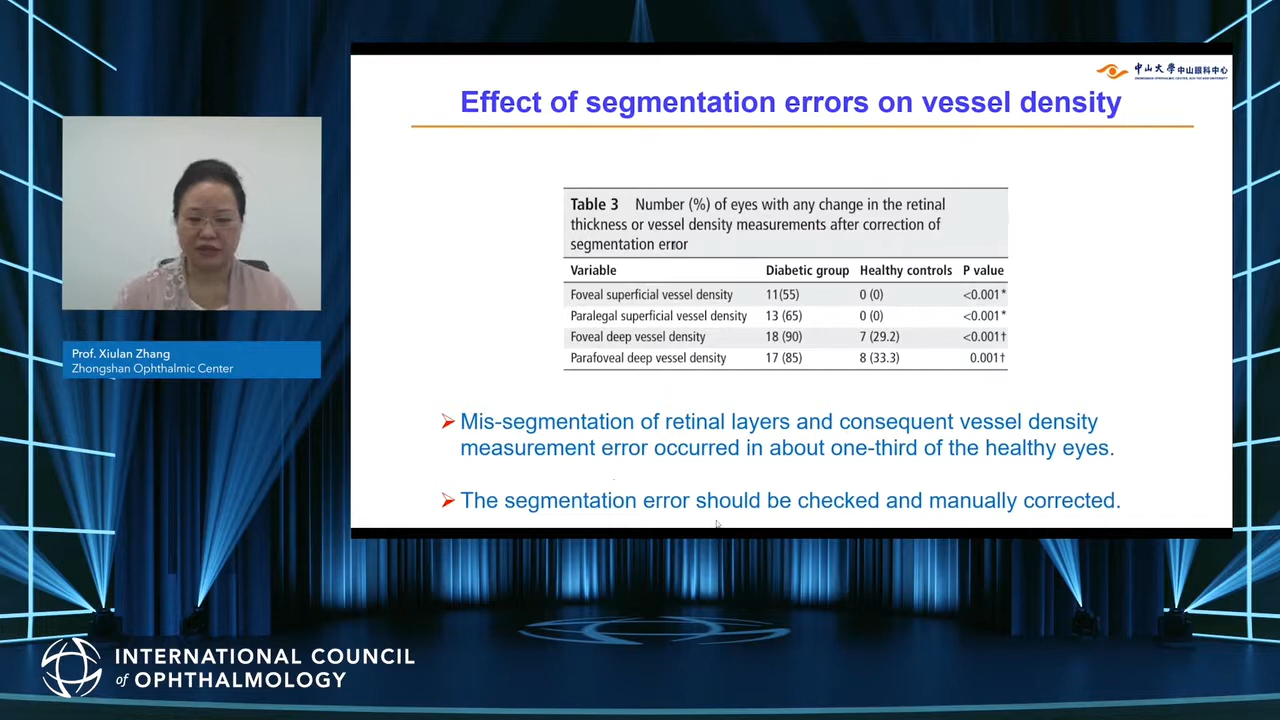 中山大學 中山眼科中心
Effect of segmentation errors on vessel density
Table 3 Number (%) of eyes with any change in the retinal
thickness or vessel density measurements after correction of
segmentation error
Variable Diabetic group Healthy controls P value
Foveal superficial vessel density 11(55) 0 (0) <0.001*
Paralegal superficial vessel density 13 (65) 0 (0) <0.001*
Foveal deep vessel density 18 (90) 7 (29.2) <0.001†
Parafoveal deep vessel density 17 (85) 8 (33.3) 0.001†
Mis-segmentation of retinal layers and consequent vessel density
measurement error occurred in about one-third of the healthy eyes.
The segmentation error should be checked and manually corrected.
Prof. Xiulan Zhang
Zhongshan Ophthalmic Center
INTERNATIONAL COUNCIL
of OPHTHALMOLOGY